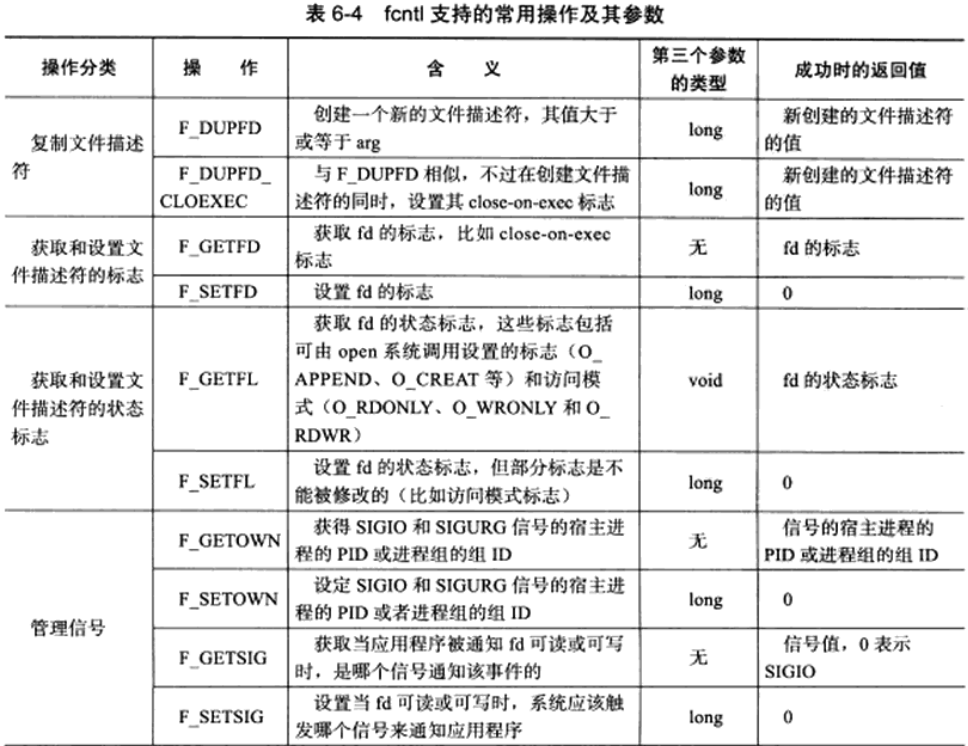 表 6-4 fcntl 支持的常用操作及其参数
操作分类 操 作 含 义 第三个参数的类型 成功时的返回值
复制文件描述符
F_DUPFD
创建一个新的文件描述符，其值大于
或等于 arg
long
新创建的文件描述符
的值
F_DUPFD_
CLOEXEC
与 F_DUPFD 相似，不过在创建文件描
述符的同时，设置其 close-on-exec 标志
long
新创建的文件描述符
的值
获取和设置文
件描述符的标志
F_GETFD
获取 fd 的标志，比如 close-on-exec
标志
无
fd 的标志
F_SETFD
设置 fd 的标志
long
0
获取和设置文
件描述符的状态
标志
F_GETFL
获取 fd 的状态标志，这些标志包括
可由 open 系统调用设置的标志（O_
APPEND、O_CREAT 等）和访问模
式（O_RDONLY、O_WRONLY 和 O_
RDWR）
void
fd 的状态标志
F_SETFL
设置 fd 的状态标志，但部分标志是不
能被修改的（比如访问模式标志）
long
0
管理信号
F_GETOWN
获得 SIGIO 和 SIGURG 信号的宿主进
程的 PID 或进程组的组 ID
无
信号的宿主进程的
PID 或进程组的组 ID
F_SETOWN
设定 SIGIO 和 SIGURG 信号的宿主进
程的 PID 或者进程组的组 ID
long
0
F_GETSIG
获取当应用程序被通知 fd 可读或可写
时，是哪个信号通知该事件的
无
信号值，0 表示
SIGIO
F_SETSIG
设置当 fd 可读或可写时，系统应该触
发哪个信号来通知应用程序
long
0